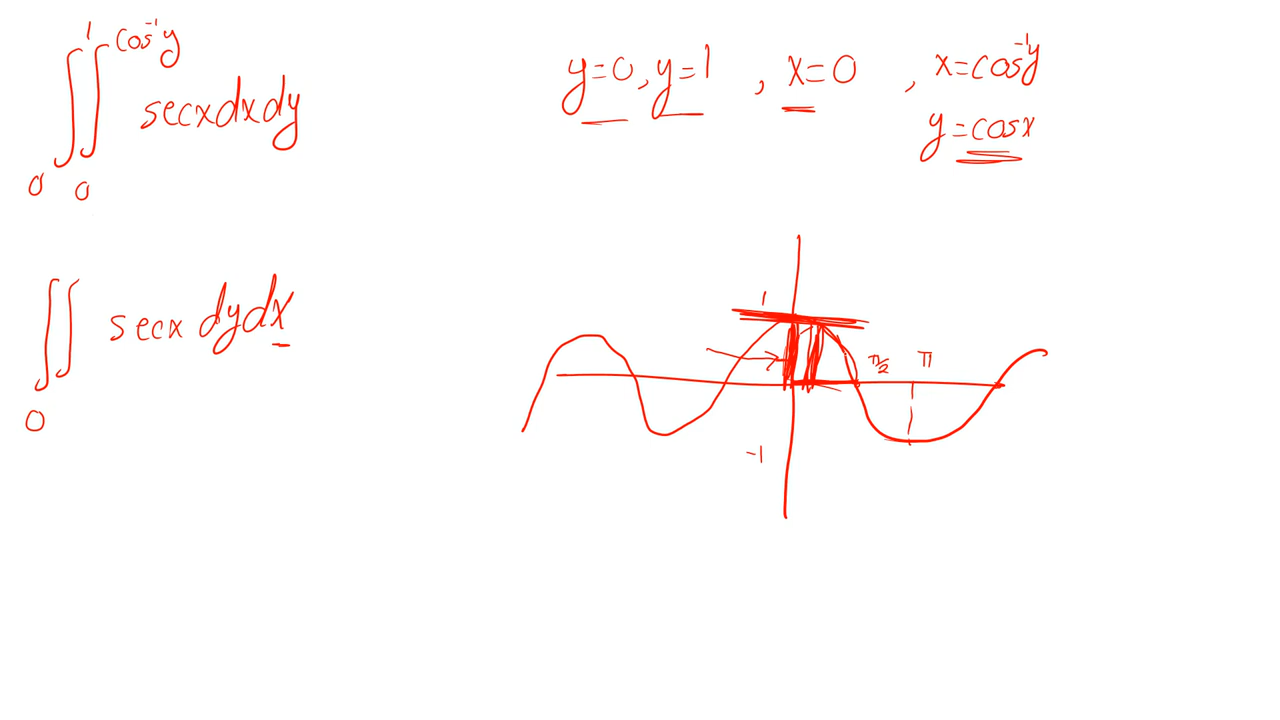 ∫₀¹ ∫₀^{cos⁻¹y} secx dx dy
y=0, y=1, x=0, x=cos⁻¹y
y=cosx
∫₀ ∫ secx dy dx
1
π/2 π
-1